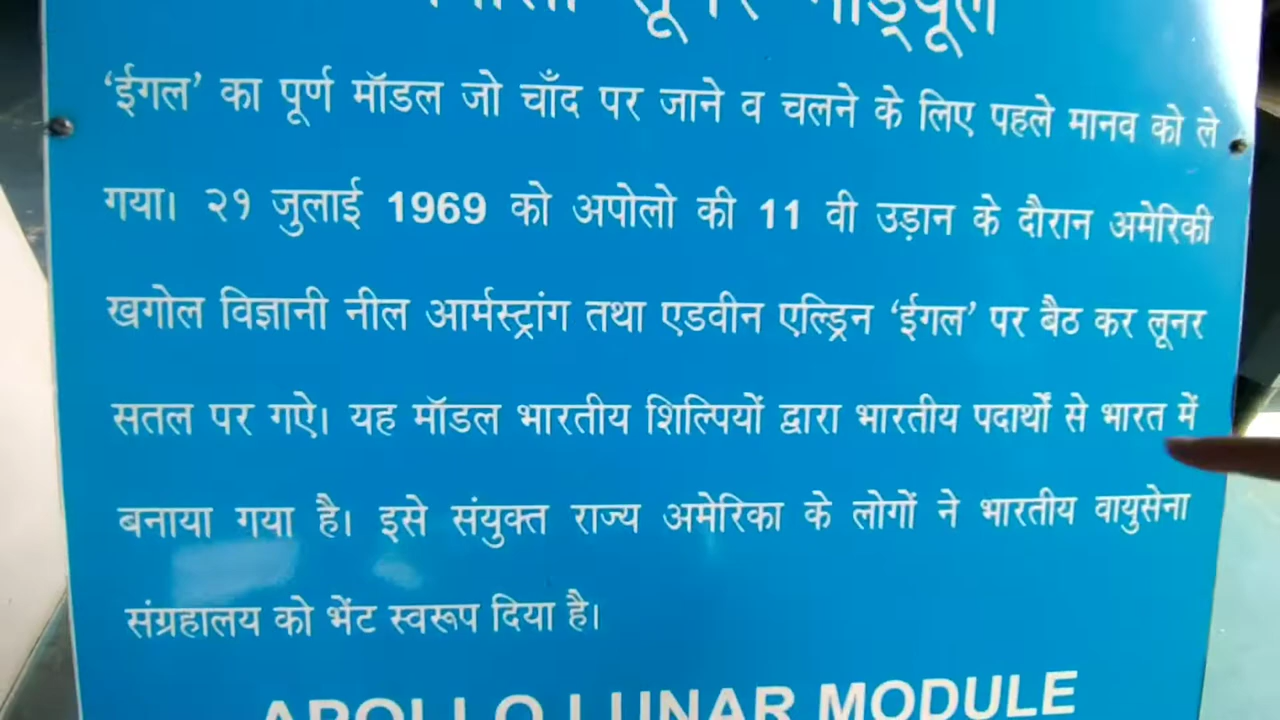 लूनर माड्यूल
‘ईगल’ का पूर्ण मॉडल जो चाँद पर जाने व चलने के लिए पहले मानव को ले
गया। २१ जुलाई 1969 को अपोलो की 11 वी उड़ान के दौरान अमेरिकी
खगोल विज्ञानी नील आर्मस्ट्रांग तथा एडवीन एल्ड्रिन ‘ईगल’ पर बैठ कर लूनर
सतल पर गऐ। यह मॉडल भारतीय शिल्पियों द्वारा भारतीय पदार्थों से भारत में
बनाया गया है। इसे संयुक्त राज्य अमेरिका के लोगों ने भारतीय वायुसेना
संग्रहालय को भेंट स्वरूप दिया है।
APOLLO LUNAR MODULE